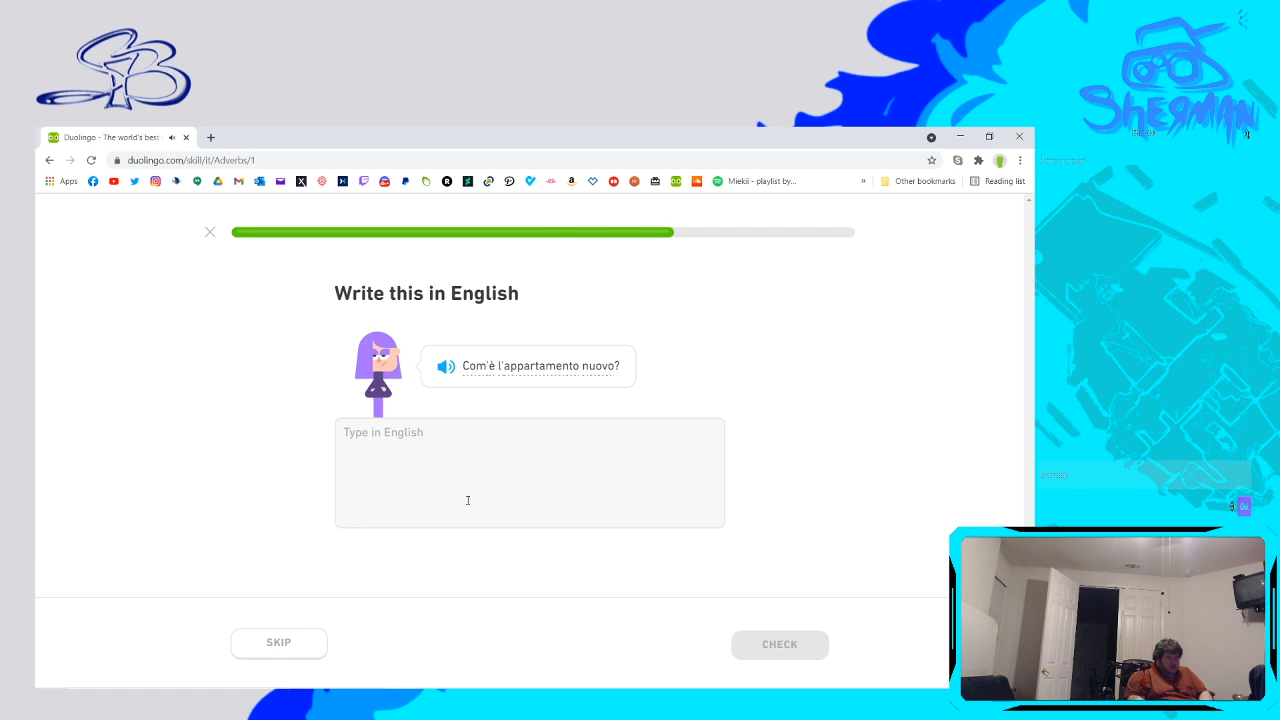 SHERMAN
Duolingo - The world's best
duolingo.com/skill/it/Adverbs/1
Apps
Miekii - playlist by...
»
Other bookmarks
Reading list
Write this in English
Com'è l'appartamento nuovo?
Type in English
SKIP
CHECK